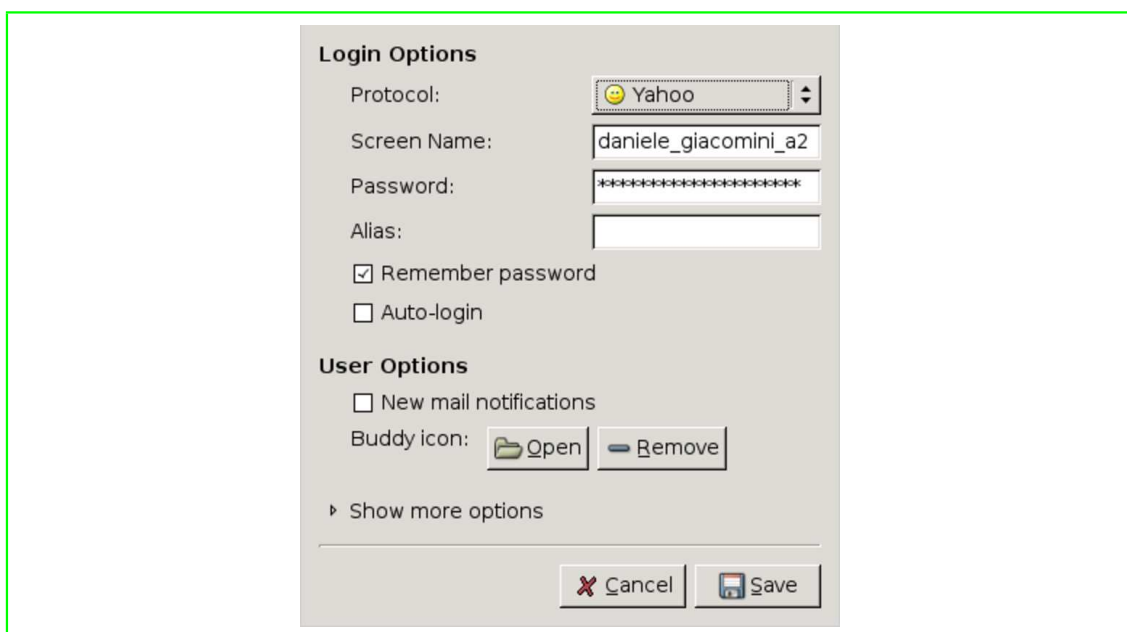 Login Options
Protocol: Yahoo
Screen Name: daniele_giacomini_a2
Password: ********************
Alias:
Remember password
Auto-login
User Options
New mail notifications
Buddy icon: Open Remove
Show more options
Cancel Save